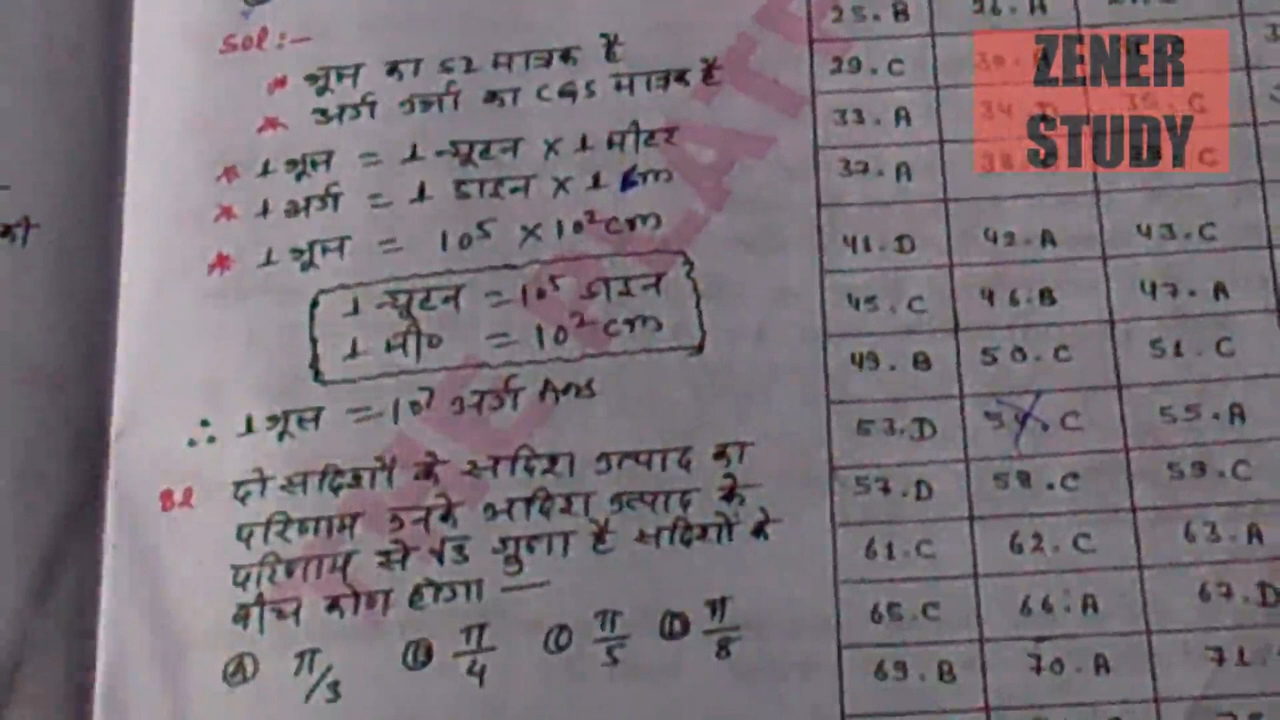 Sol:-
* जूल का SI मात्रक है
* अर्ग ऊर्जा का CGS मात्रक है
* 1 जूल = 1 न्यूटन × 1 मीटर
* 1 अर्ग = 1 डाइन × 1 cm
* 1 जूल = 10⁵ × 10² cm
1 न्यूटन = 10⁵ डाइन
1 मी० = 10² cm
∴ 1 जूल = 10⁷ अर्ग Ans
82 दो सदिशों के सदिश उत्पाद का
परिणाम उनके अदिश उत्पाद के
परिणाम से √3 गुना है सदिशों के
बीच कोण होगा —
Ⓐ π/3 Ⓑ π/4 Ⓒ π/5 Ⓓ π/8
25. B 26. A
29. C
33. A 34. D 35. C
37. A
41. D 42. A 43. C
45. C 46. B 47. A
49. B 50. C 51. C
53. D 54. C 55. A
57. D 58. C 59. C
61. C 62. C 63. A
65. C 66. A 67. D
69. B 70. A 71.
ZENER
STUDY